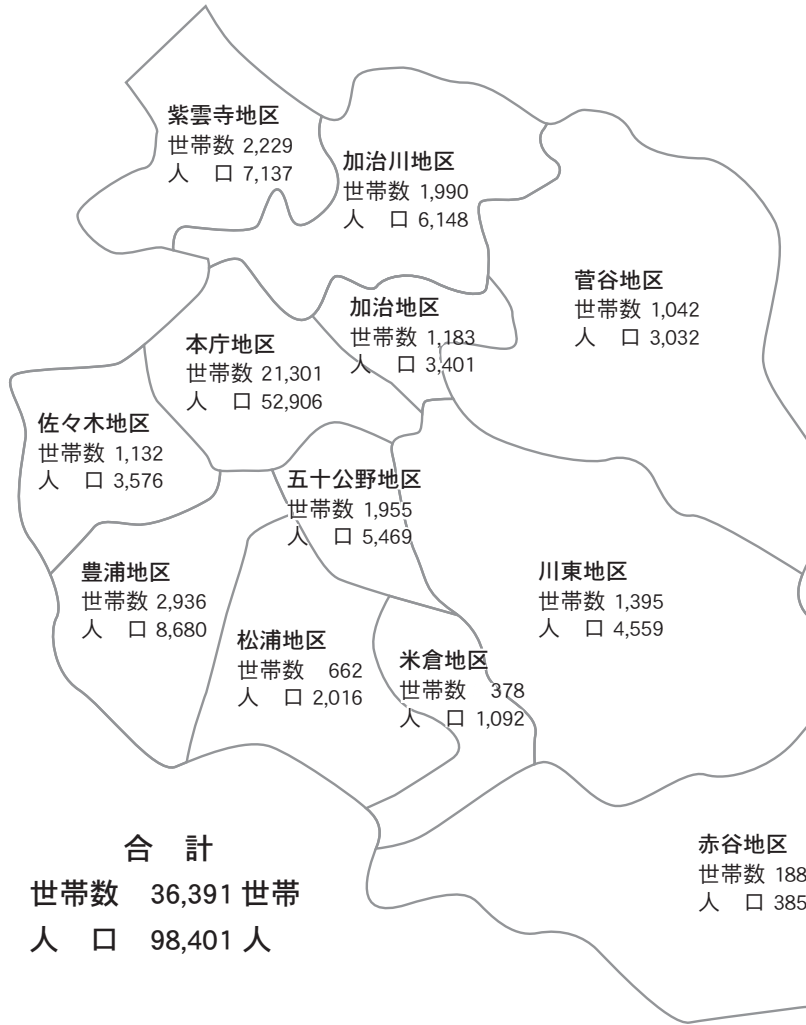 紫雲寺地区
世帯数 2,229
人　口 7,137
加治川地区
世帯数 1,990
人　口 6,148
菅谷地区
世帯数 1,042
人　口 3,032
加治地区
世帯数 1,183
人　口 3,401
本庁地区
世帯数 21,301
人　口 52,906
佐々木地区
世帯数 1,132
人　口 3,576
五十公野地区
世帯数 1,955
人　口 5,469
豊浦地区
世帯数 2,936
人　口 8,680
川東地区
世帯数 1,395
人　口 4,559
松浦地区
世帯数　662
人　口 2,016
米倉地区
世帯数　378
人　口 1,092
赤谷地区
世帯数 188
人　口 385
合　計
世帯数　36,391 世帯
人　口　98,401 人